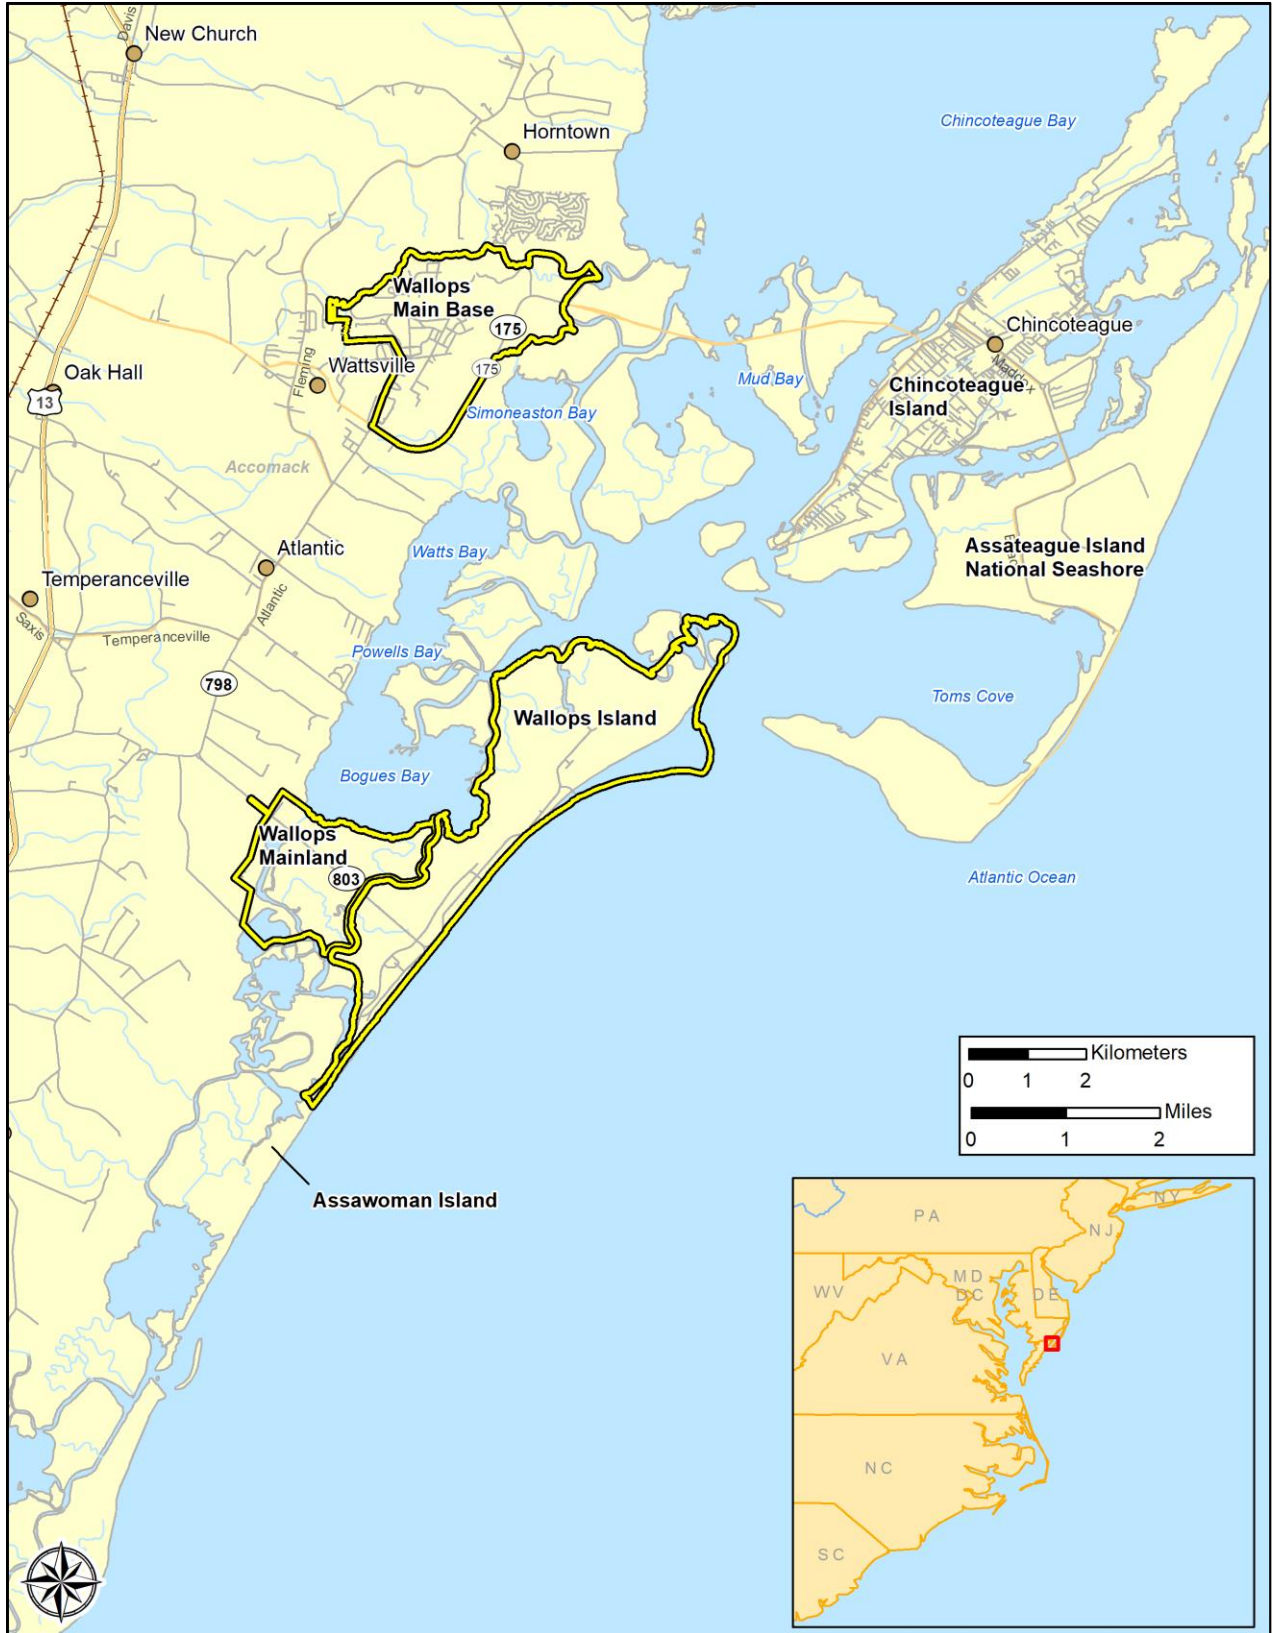 Davis
New Church
Chincoteague Bay
Horntown
Wallops
Main Base
175
Chincoteague
Oak Hall
13
Fleming
Wattsville
175
Mud Bay
Maddox
Chincoteague
Island
Simoneaston Bay
Accomack
Atlantic
Watts Bay
Assateague Island
National Seashore
Temperanceville
Saxis
Atlantic
Temperanceville
Powells Bay
798
Toms Cove
Wallops Island
Bogues Bay
Wallops
Mainland
803
Atlantic Ocean
Kilometers
0 1 2
Miles
0 1 2
Assawoman Island
NY
PA
NJ
MD
WV
DC
DE
VA
NC
SC